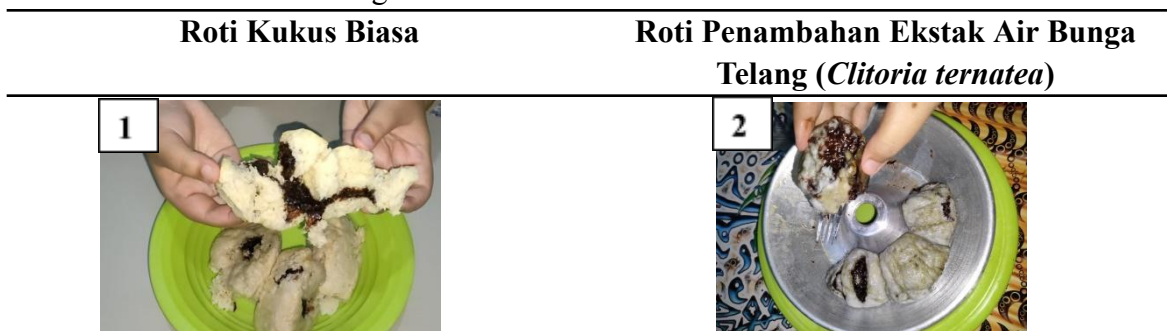 Roti Kukus Biasa
Roti Penambahan Ekstak Air Bunga
Telang (Clitoria ternatea)
1
2